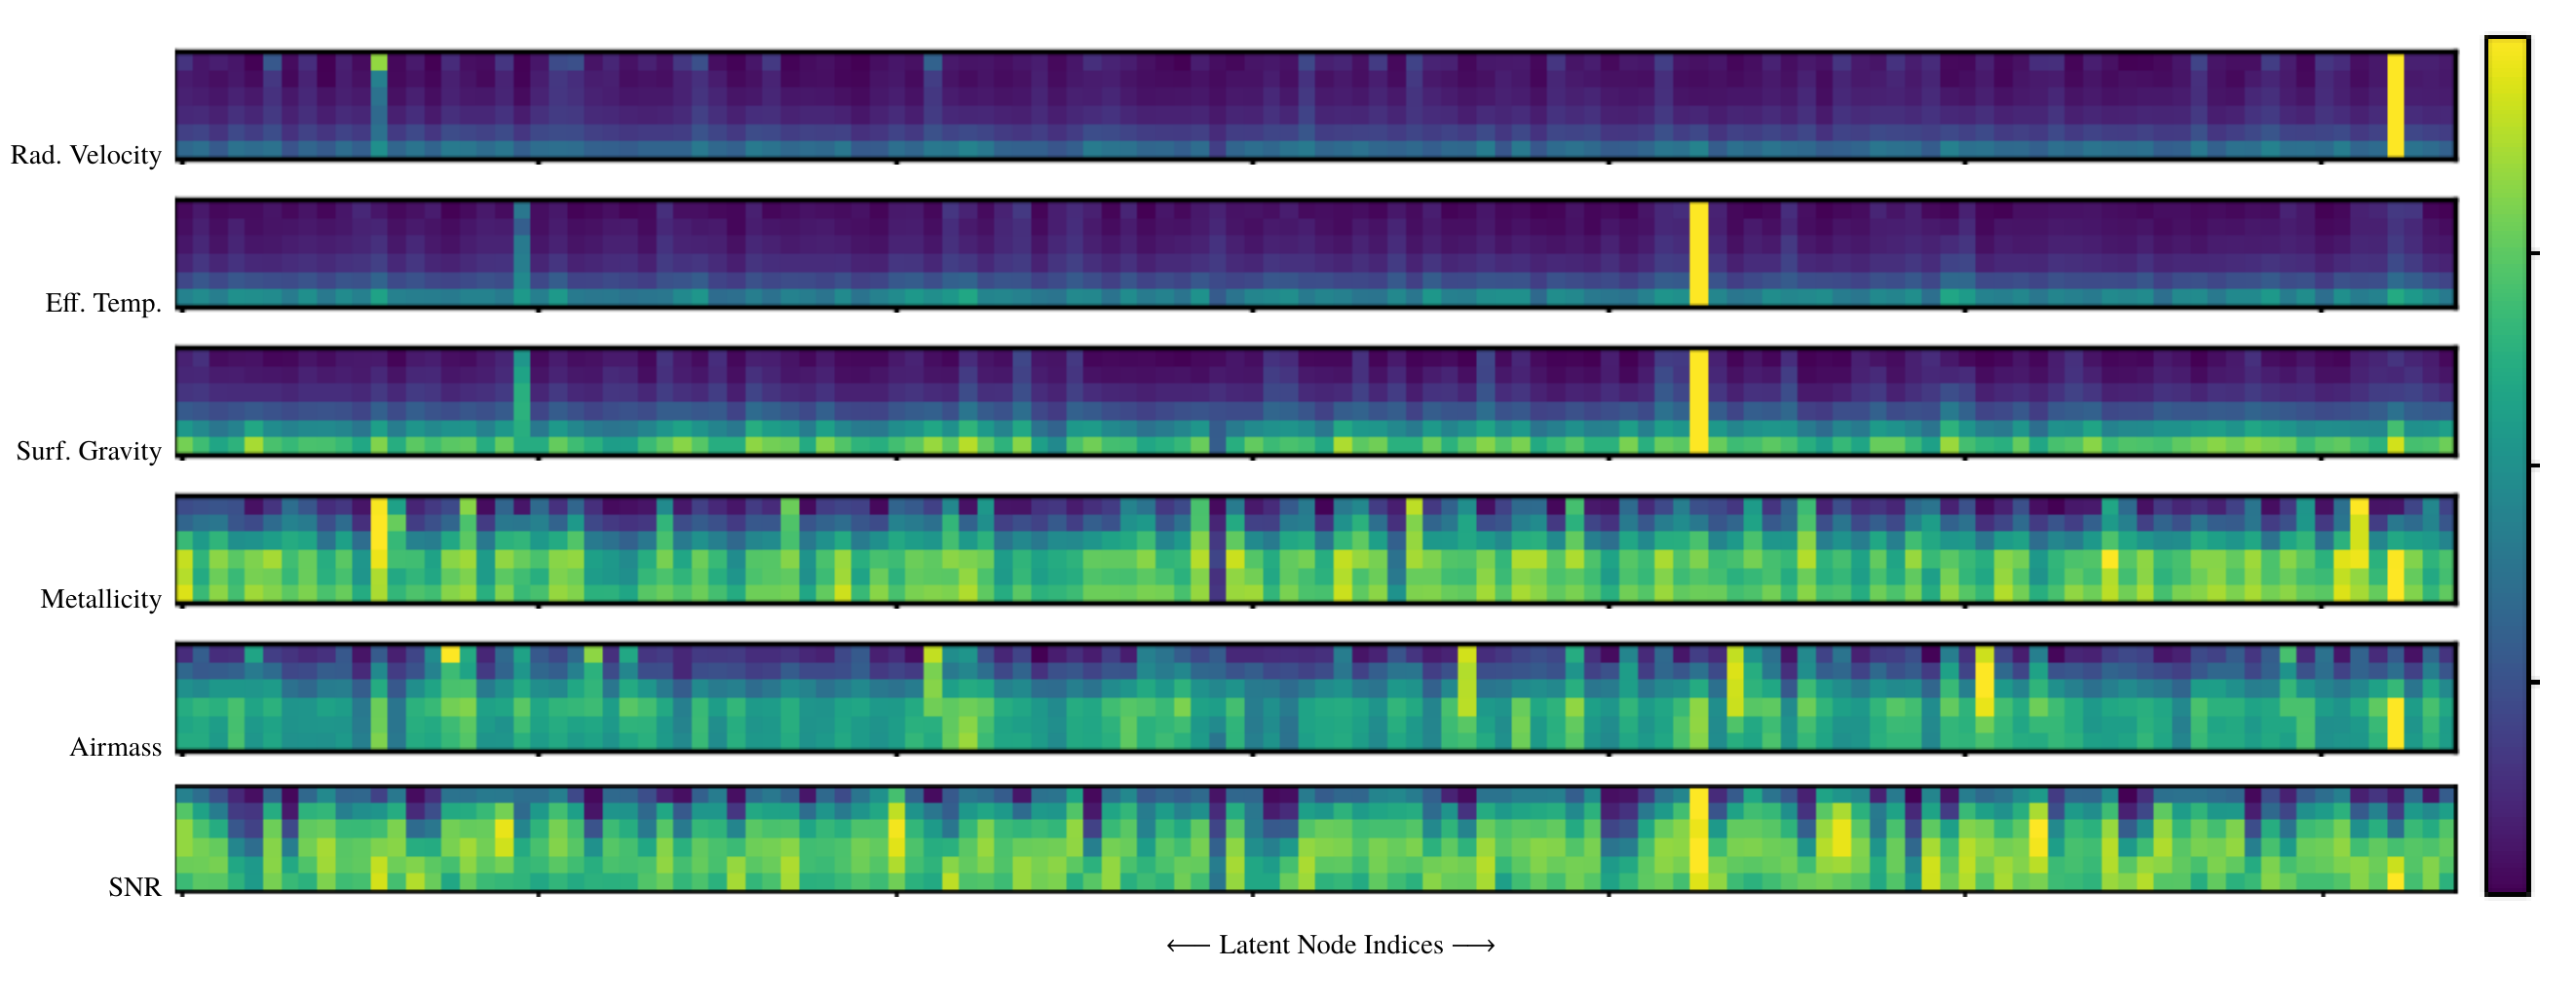 Rad. Velocity
Eff. Temp.
Surf. Gravity
Metallicity
Airmass
SNR
⟵ Latent Node Indices ⟶